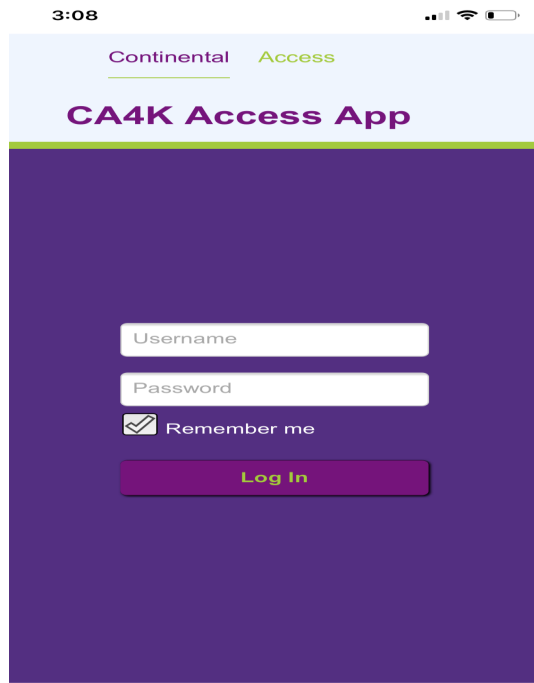 3:08
Continental Access
CA4K Access App
Username
Password
Remember me
Log In